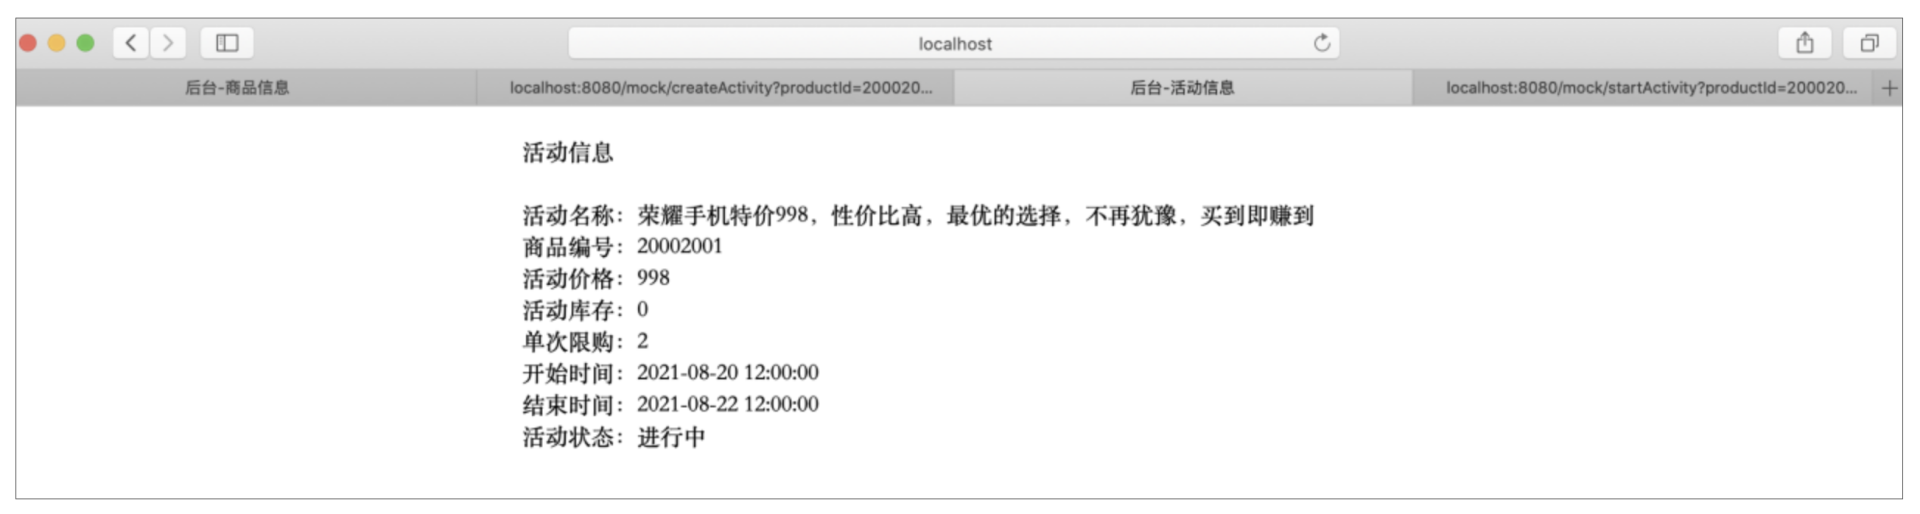 localhost
后台-商品信息
localhost:8080/mock/createActivity?productId=200020...
后台-活动信息
localhost:8080/mock/startActivity?productId=200020...
活动信息
活动名称：荣耀手机特价998，性价比高，最优的选择，不再犹豫，买到即赚到
商品编号：20002001
活动价格：998
活动库存：0
单次限购：2
开始时间：2021-08-20 12:00:00
结束时间：2021-08-22 12:00:00
活动状态：进行中